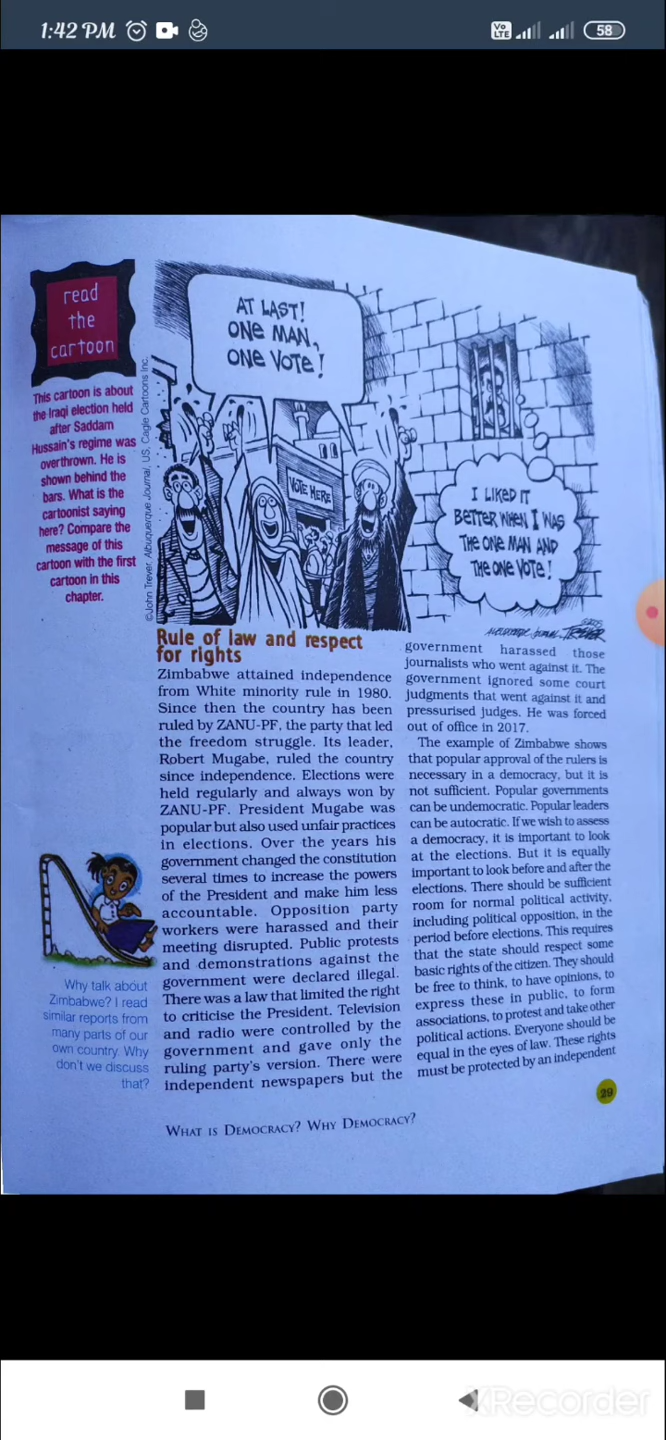 1:42 PM
Vo
LTE
58
read
the
cartoon
This cartoon is about
the Iraqi election held
after Saddam
Hussain's regime was
overthrown. He is
shown behind the
bars. What is the
cartoonist saying
here? Compare the
message of this
cartoon with the first
cartoon in this
chapter.
©John Trever, Albuquerque Journal, US, Cagle Cartoons Inc.
AT LAST!
ONE MAN,
ONE VOTE!
VOTE HERE
I LIKED IT
BETTER WHEN I WAS
THE ONE MAN AND
THE ONE VOTE!
TREVER
Rule of law and respect
for rights
Zimbabwe attained independence
from White minority rule in 1980.
Since then the country has been
ruled by ZANU-PF, the party that led
the freedom struggle. Its leader,
Robert Mugabe, ruled the country
since independence. Elections were
held regularly and always won by
ZANU-PF. President Mugabe was
popular but also used unfair practices
in elections. Over the years his
government changed the constitution
several times to increase the powers
of the President and make him less
accountable. Opposition party
workers were harassed and their
meeting disrupted. Public protests
and demonstrations against the
government were declared illegal.
There was a law that limited the right
to criticise the President. Television
and radio were controlled by the
government and gave only the
ruling party's version. There were
independent newspapers but the
government harassed those
journalists who went against it. The
government ignored some court
judgments that went against it and
pressurised judges. He was forced
out of office in 2017.
The example of Zimbabwe shows
that popular approval of the rulers is
necessary in a democracy, but it is
not sufficient. Popular governments
can be undemocratic. Popular leaders
can be autocratic. If we wish to assess
a democracy, it is important to look
at the elections. But it is equally
important to look before and after the
elections. There should be sufficient
room for normal political activity,
including political opposition, in the
period before elections. This requires
that the state should respect some
basic rights of the citizen. They should
be free to think, to have opinions, to
express these in public, to form
associations, to protest and take other
political actions. Everyone should be
equal in the eyes of law. These rights
must be protected by an independent
Why talk about
Zimbabwe? I read
similar reports from
many parts of our
own country. Why
don't we discuss
that?
29
WHAT IS DEMOCRACY? WHY DEMOCRACY?
XRecorder